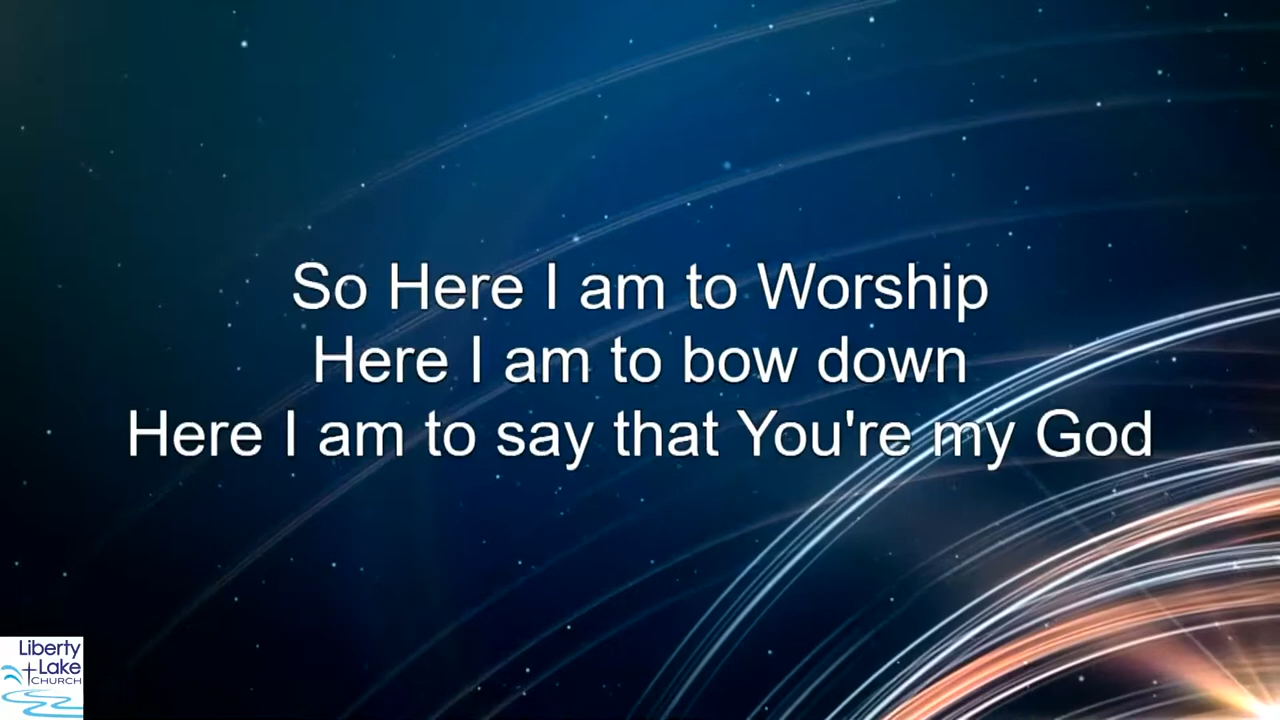 So Here I am to Worship
Here I am to bow down
Here I am to say that You're my God
Liberty
Lake
CHURCH